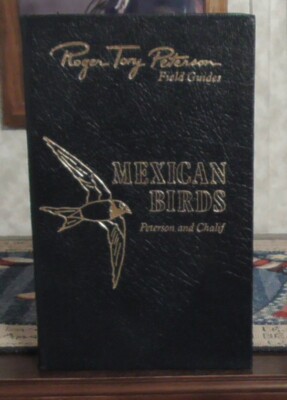 Roger Tory Peterson
Field Guides
MEXICAN
BIRDS
Peterson and Chalif